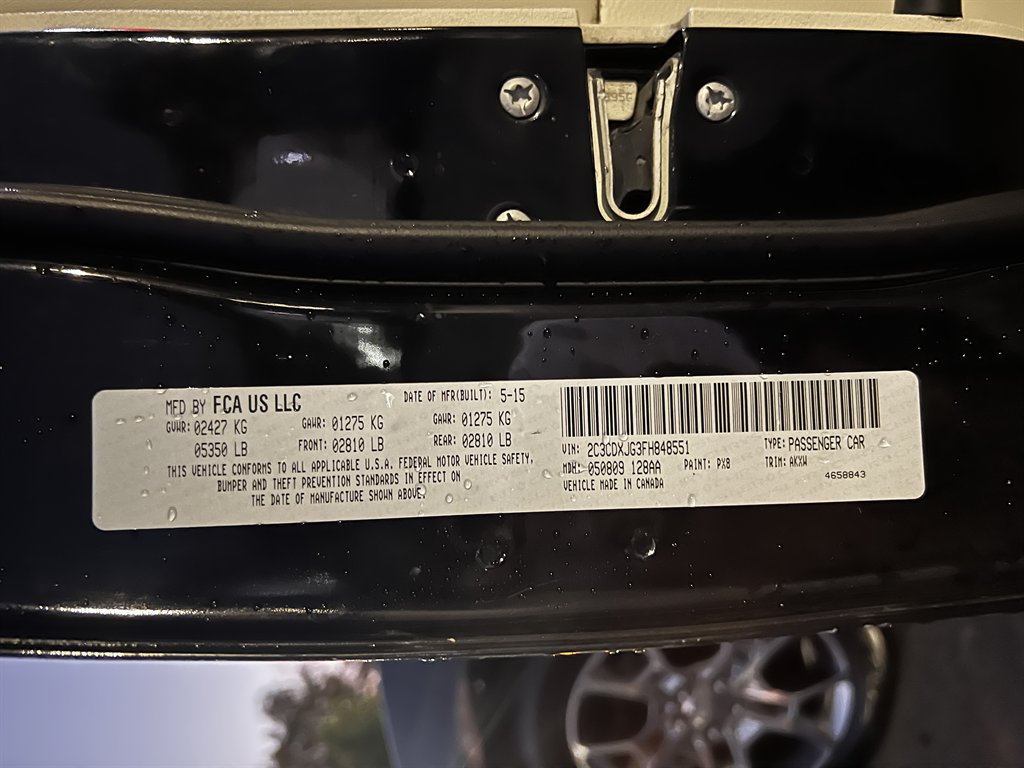 MFD BY FCA US LLC
DATE OF MFR(BUILT): 5-15
GVWR: 02427 KG
GAWR: 01275 KG
GAWR: 01275 KG
05350 LB
FRONT: 02810 LB
REAR: 02810 LB
THIS VEHICLE CONFORMS TO ALL APPLICABLE U.S.A. FEDERAL MOTOR VEHICLE SAFETY,
BUMPER AND THEFT PREVENTION STANDARDS IN EFFECT ON
THE DATE OF MANUFACTURE SHOWN ABOVE.
VIN: 2C3CDXJG3FH848551
TYPE: PASSENGER CAR
MDH: 050809 128AA
PAINT: PX8
TRIM: AKXW
VEHICLE MADE IN CANADA
4658843